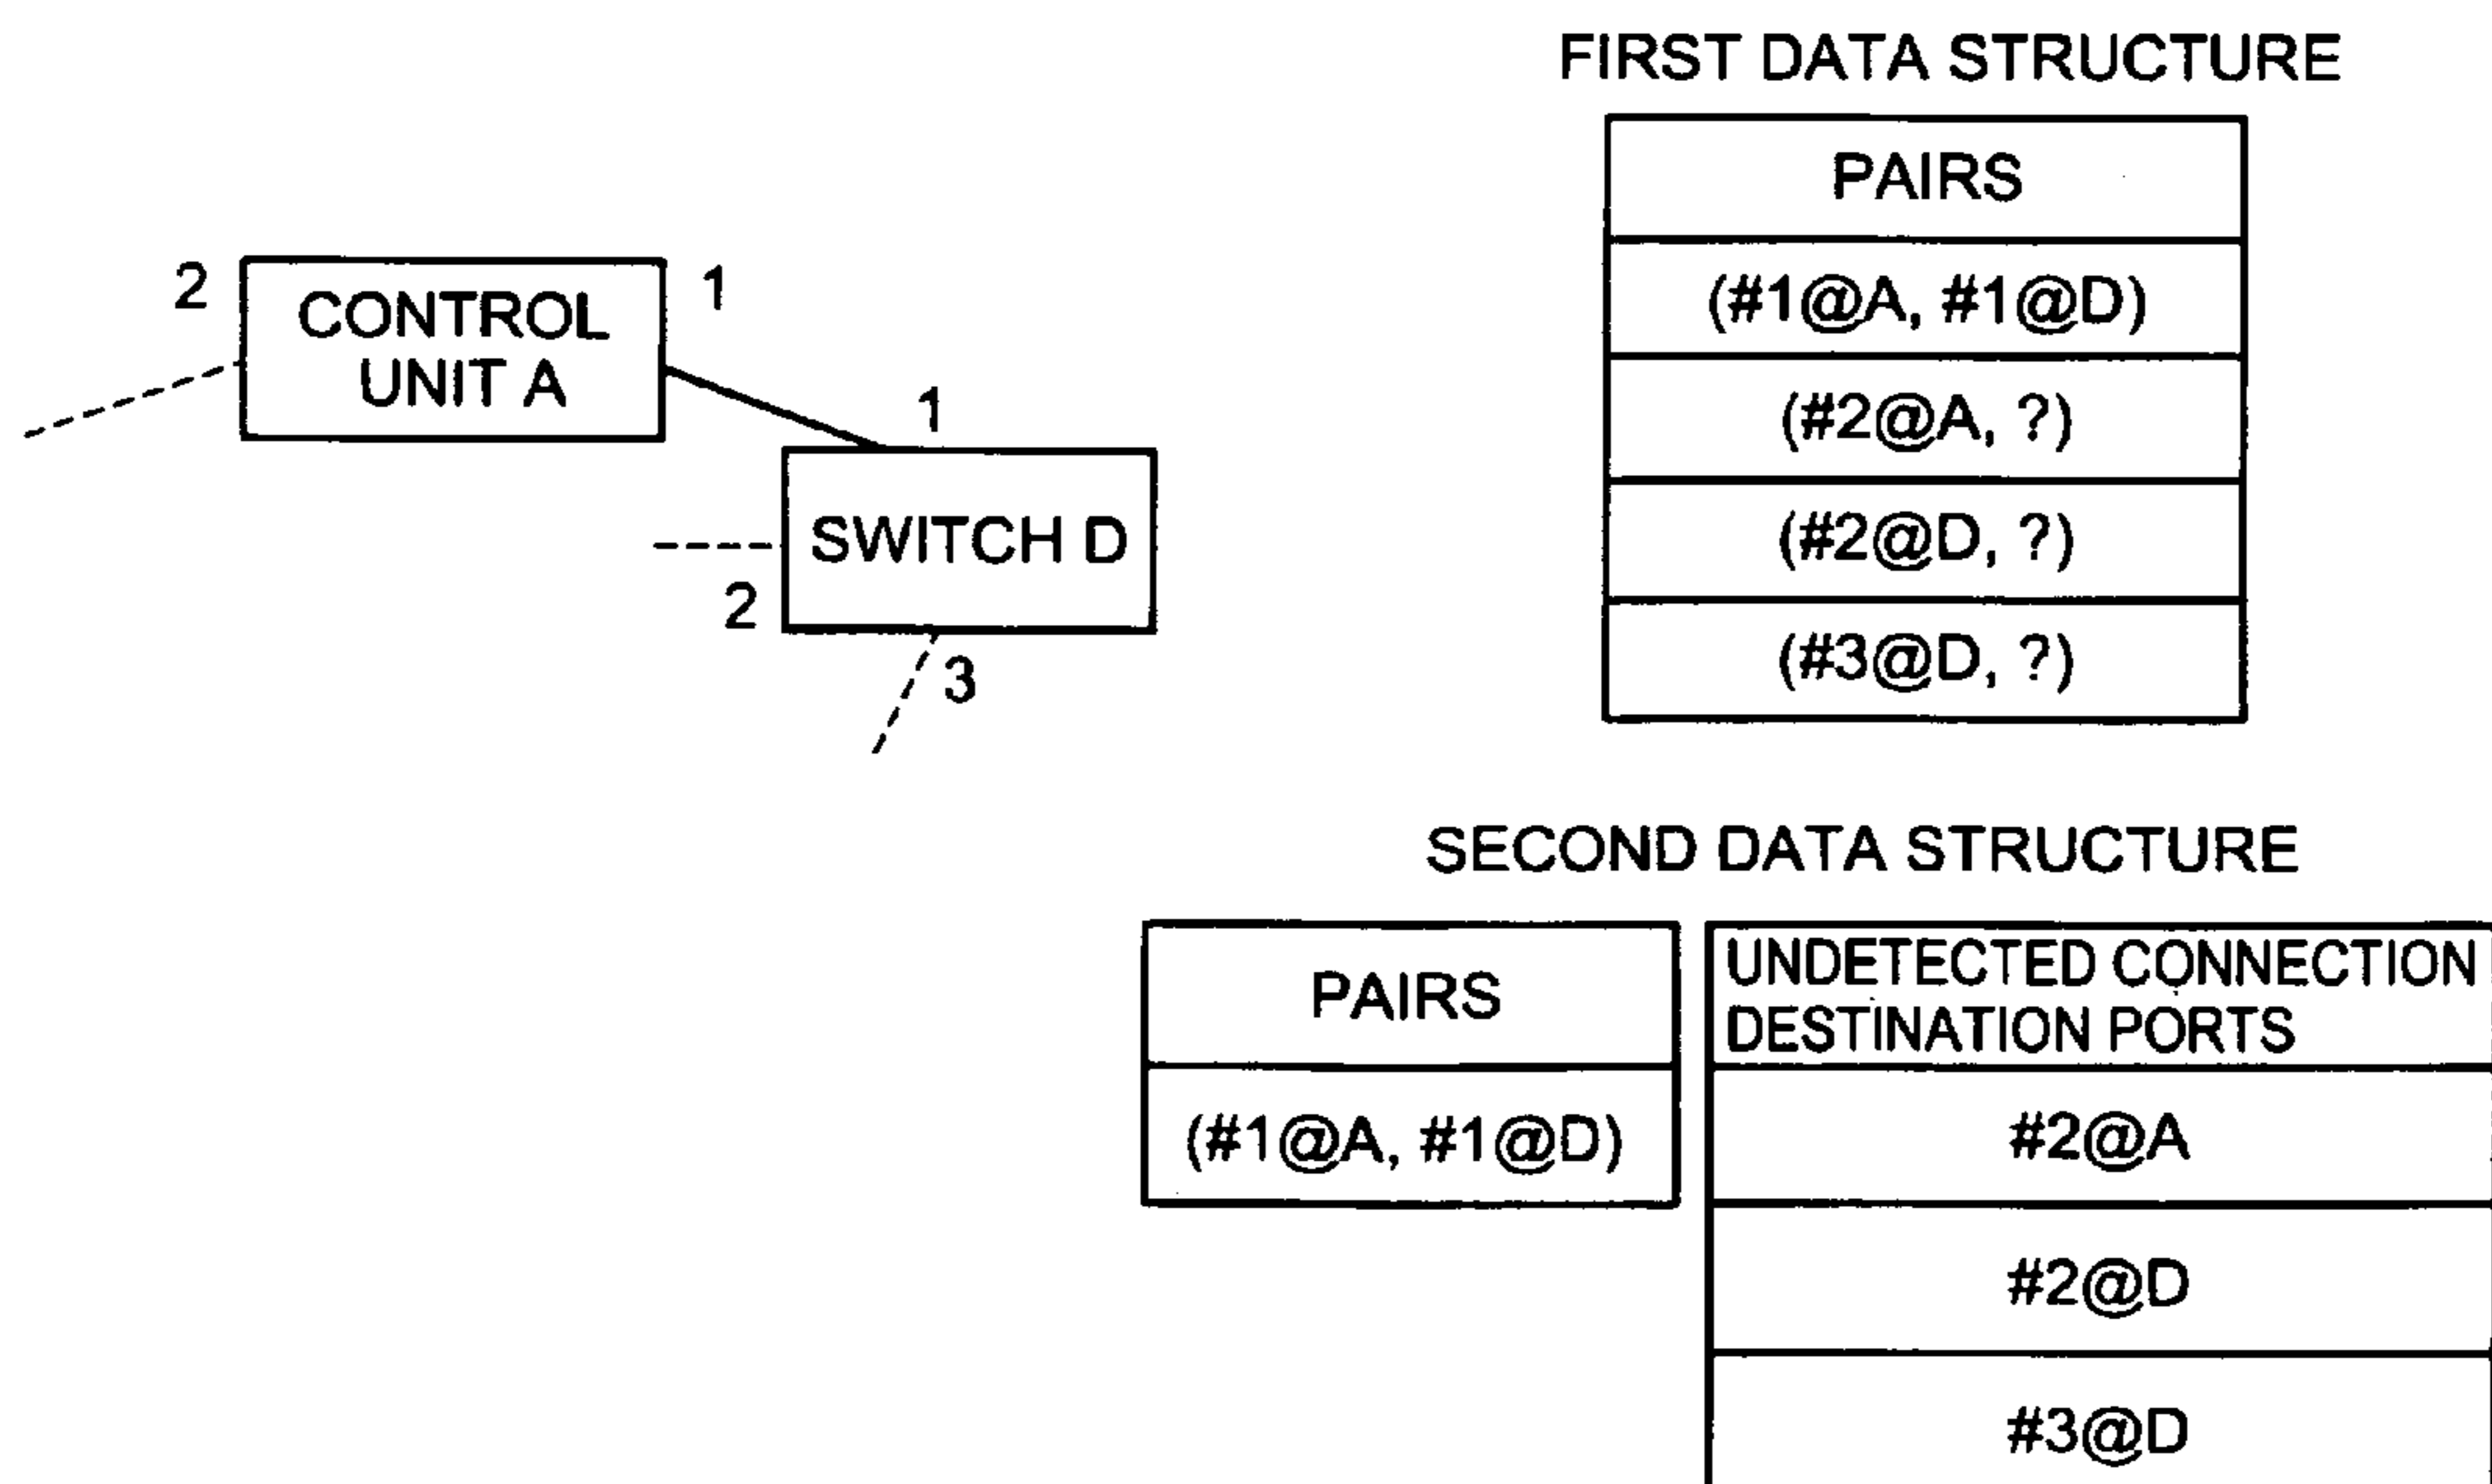 2
CONTROL
UNIT A
1
1
SWITCH D
2
3
FIRST DATA STRUCTURE
PAIRS
(#1@A, #1@D)
(#2@A, ?)
(#2@D, ?)
(#3@D, ?)
SECOND DATA STRUCTURE
PAIRS
(#1@A, #1@D)
UNDETECTED CONNECTION
DESTINATION PORTS
#2@A
#2@D
#3@D